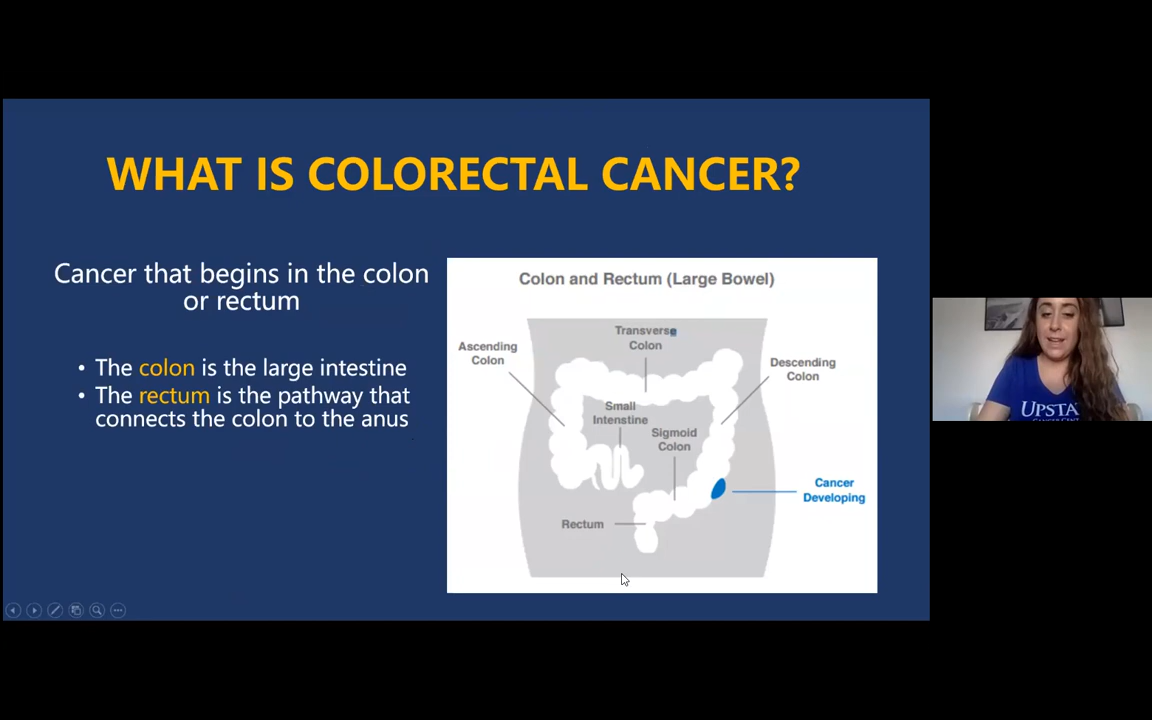 WHAT IS COLORECTAL CANCER?
Cancer that begins in the colon
or rectum
• The colon is the large intestine
• The rectum is the pathway that
connects the colon to the anus
Colon and Rectum (Large Bowel)
Transverse
Colon
Ascending
Colon
Descending
Colon
Small
Intenstine
Sigmoid
Colon
Cancer
Developing
Rectum
UPSTA